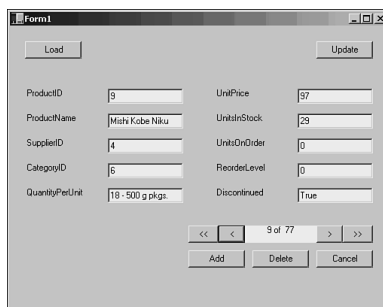 Form1
Load Update
ProductID 9 UnitPrice 97
ProductName Mishi Kobe Niku UnitsInStock 29
SupplierID 4 UnitsOnOrder 0
CategoryID 6 ReorderLevel 0
QuantityPerUnit 18 - 500 g pkgs. Discontinued True
<< < 9 of 77 > >>
Add Delete Cancel